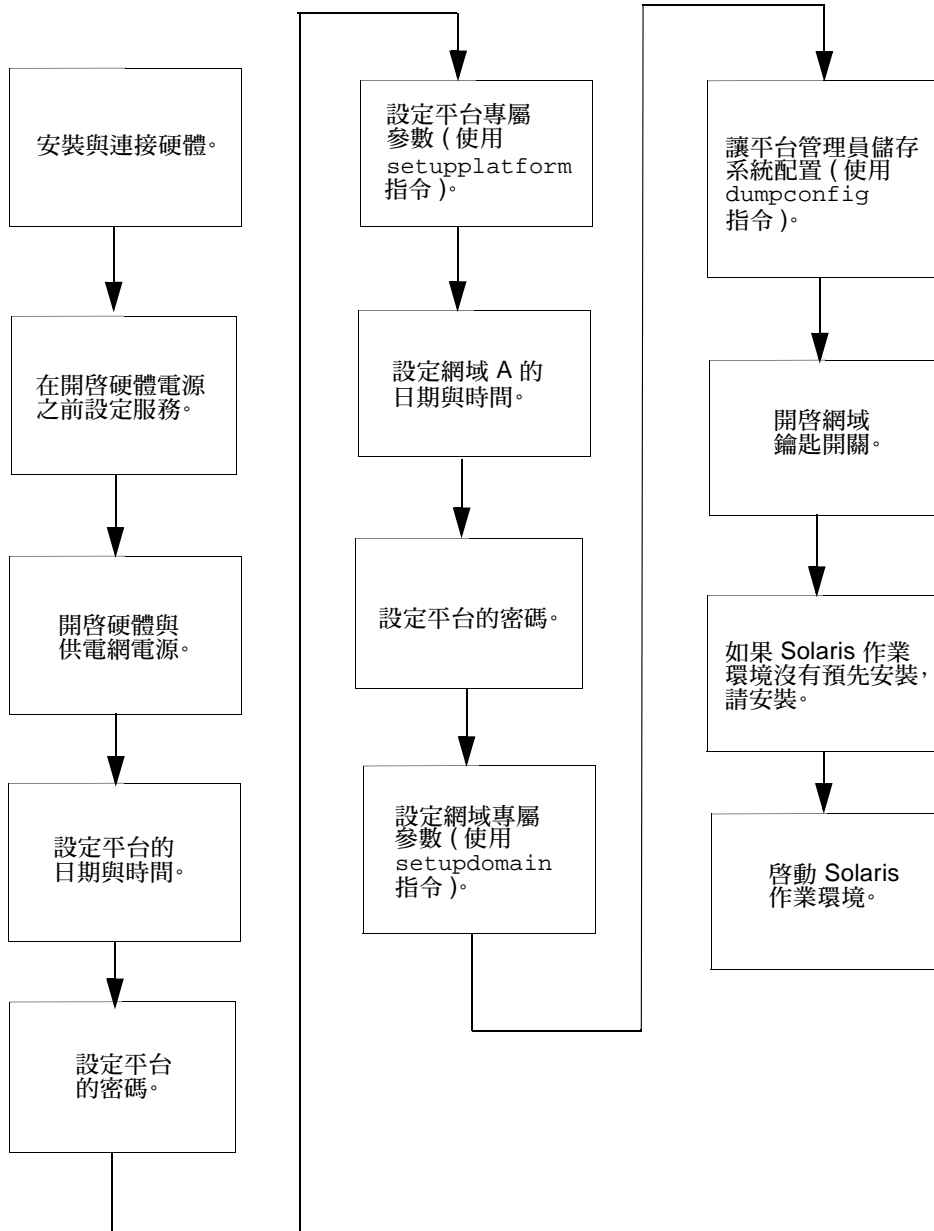 安裝與連接硬體。
在開啓硬體電源
之前設定服務。
開啓硬體與
供電網電源。
設定平台的
日期與時間。
設定平台
的密碼。
設定平台專屬
參數 ( 使用
setupplatform
指令 )。
設定網域 A 的
日期與時間。
設定平台的密碼。
設定網域專屬
參數 ( 使用
setupdomain
指令 )。
讓平台管理員儲存
系統配置 ( 使用
dumpconfig
指令 )。
開啓網域
鑰匙開關。
如果 Solaris 作業
環境沒有預先安裝，
請安裝。
啓動 Solaris
作業環境。